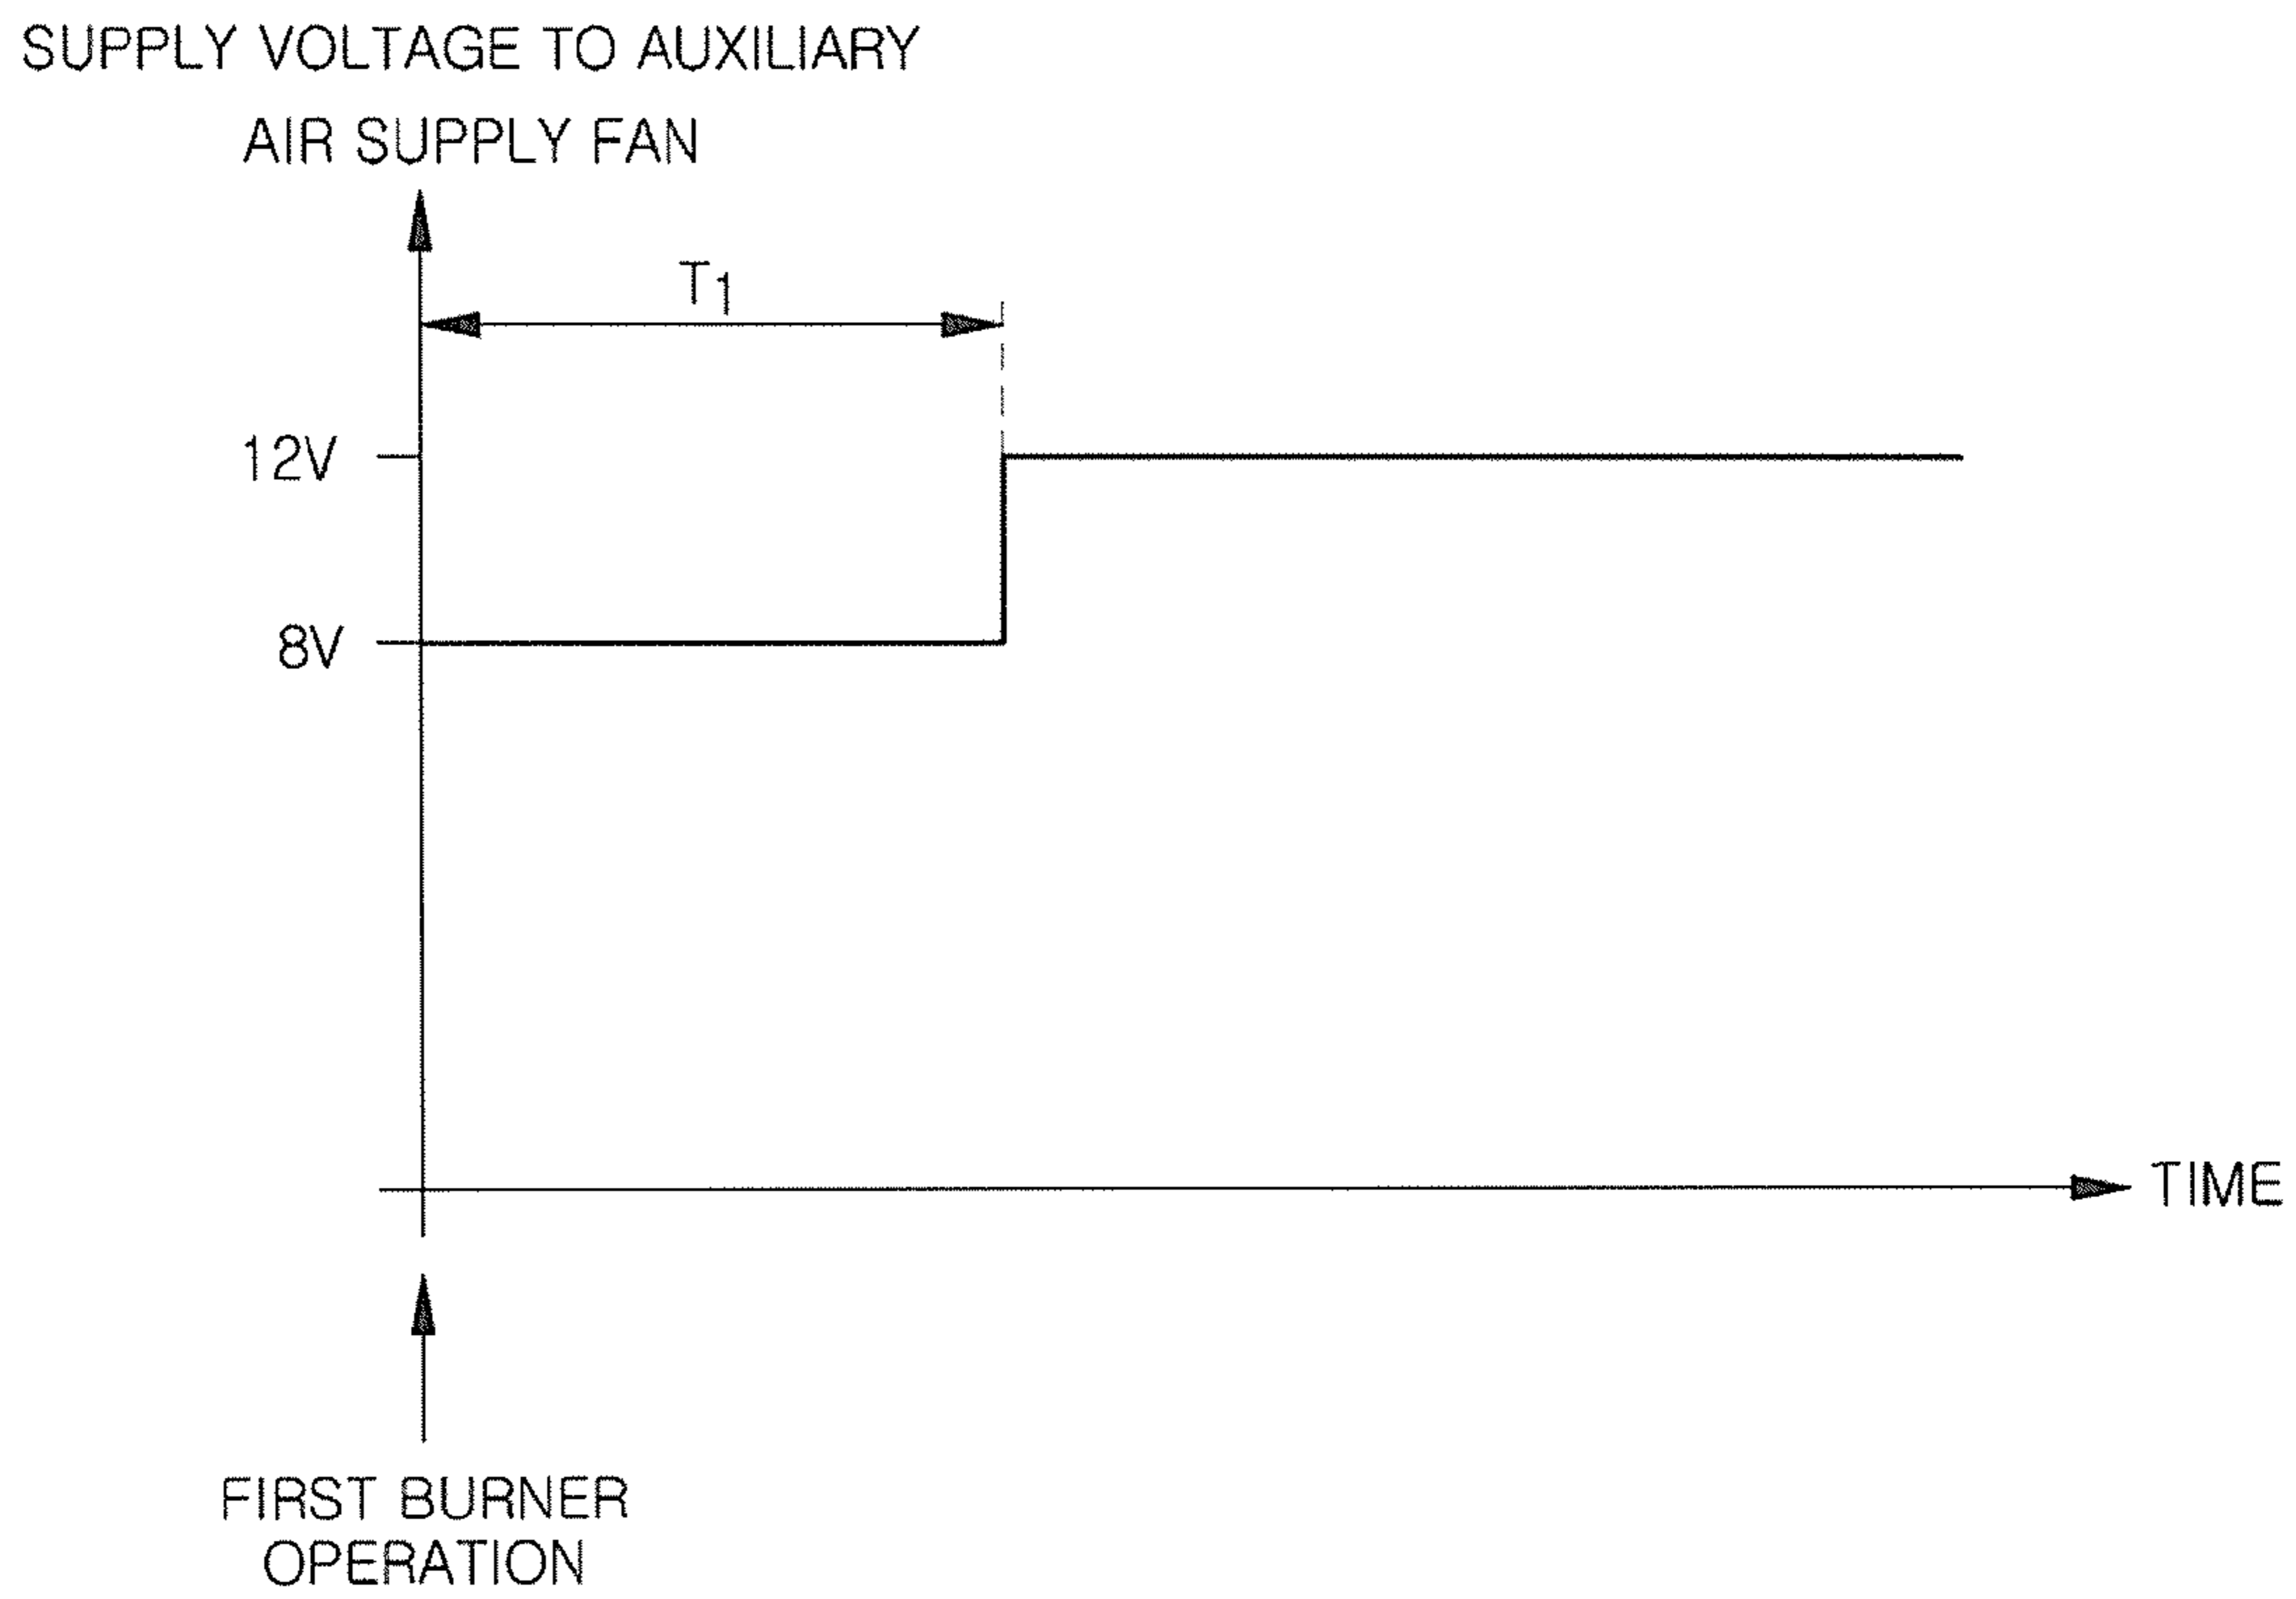 SUPPLY VOLTAGE TO AUXILIARY
AIR SUPPLY FAN
T1
12V
8V
TIME
FIRST BURNER
OPERATION